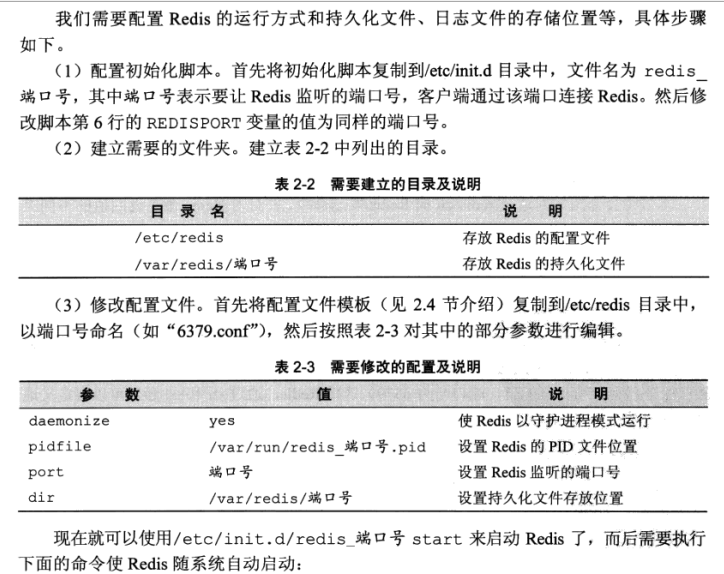 我们需要配置 Redis 的运行方式和持久化文件、日志文件的存储位置等，具体步骤
如下。
（1）配置初始化脚本。首先将初始化脚本复制到/etc/init.d 目录中，文件名为 redis_
端口号，其中端口号表示要让 Redis 监听的端口号，客户端通过该端口连接 Redis。然后修
改脚本第 6 行的 REDISPORT 变量的值为同样的端口号。
（2）建立需要的文件夹。建立表 2-2 中列出的目录。
表 2-2 需要建立的目录及说明
目 录 名 说 明
/etc/redis 存放 Redis 的配置文件
/var/redis/端口号 存放 Redis 的持久化文件
（3）修改配置文件。首先将配置文件模板（见 2.4 节介绍）复制到/etc/redis 目录中，
以端口号命名（如“6379.conf”），然后按照表 2-3 对其中的部分参数进行编辑。
表 2-3 需要修改的配置及说明
参 数 值 说 明
daemonize yes 使 Redis 以守护进程模式运行
pidfile /var/run/redis_端口号.pid 设置 Redis 的 PID 文件位置
port 端口号 设置 Redis 监听的端口号
dir /var/redis/端口号 设置持久化文件存放位置
现在就可以使用/etc/init.d/redis_端口号 start 来启动 Redis 了，而后需要执行
下面的命令使 Redis 随系统自动启动：